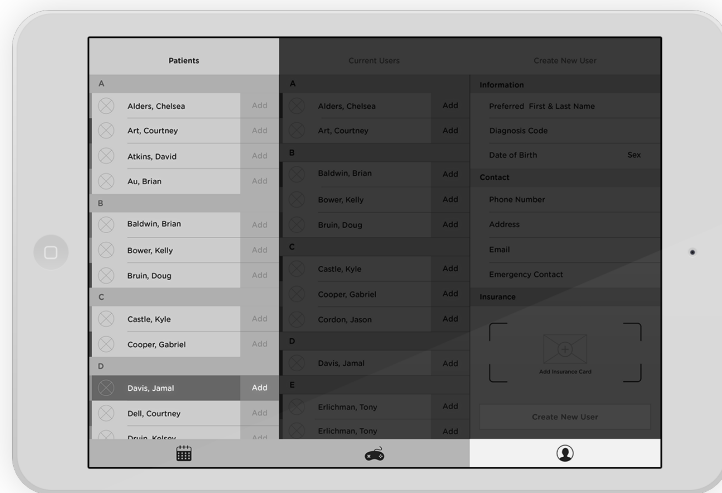 Patients
A
Alders, Chelsea Add
Art, Courtney Add
Atkins, David Add
Au, Brian Add
B
Baldwin, Brian Add
Bower, Kelly Add
Bruin, Doug Add
C
Castle, Kyle Add
Cooper, Gabriel Add
D
Davis, Jamal Add
Dell, Courtney Add
Druin, Kelsey Add
Current Users
A
Alders, Chelsea Add
Art, Courtney Add
B
Baldwin, Brian Add
Bower, Kelly Add
Bruin, Doug Add
C
Castle, Kyle Add
Cooper, Gabriel Add
Cordon, Jason Add
D
Davis, Jamal Add
E
Erlichman, Tony Add
Erlichman, Tony Add
Create New User
Information
Preferred First & Last Name
Diagnosis Code
Date of Birth Sex
Contact
Phone Number
Address
Email
Emergency Contact
Insurance
Add Insurance Card
Create New User